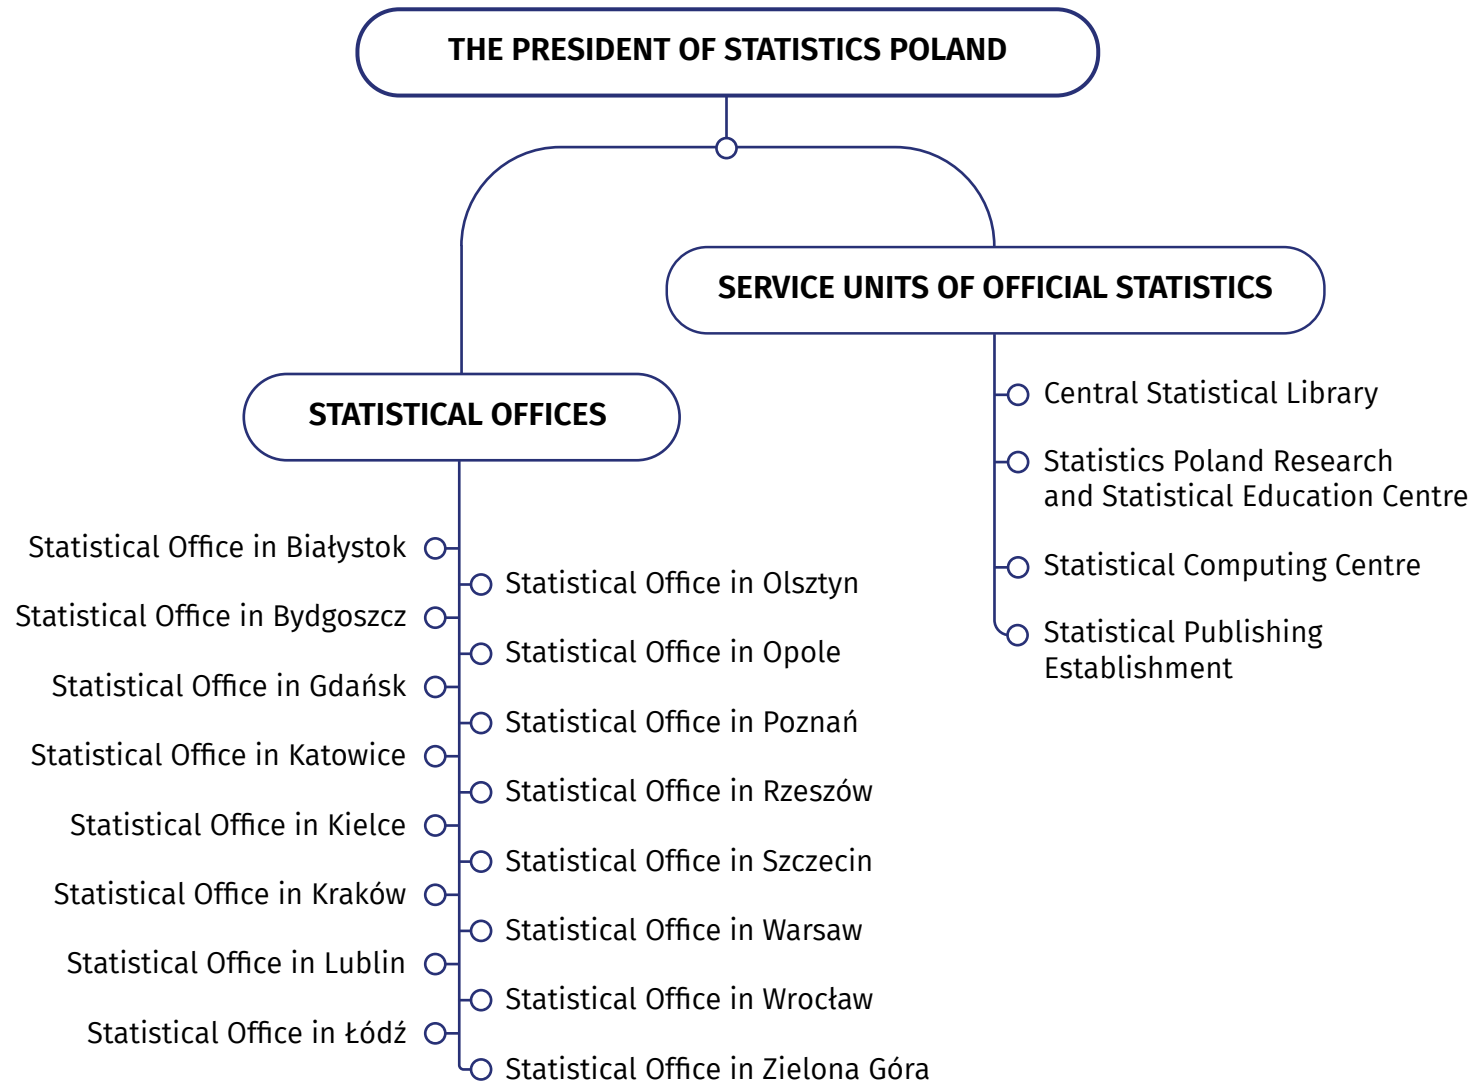 THE PRESIDENT OF STATISTICS POLAND
STATISTICAL OFFICES
Statistical Office in Białystok
Statistical Office in Bydgoszcz
Statistical Office in Gdańsk
Statistical Office in Katowice
Statistical Office in Kielce
Statistical Office in Kraków
Statistical Office in Lublin
Statistical Office in Łódź
Statistical Office in Olsztyn
Statistical Office in Opole
Statistical Office in Poznań
Statistical Office in Rzeszów
Statistical Office in Szczecin
Statistical Office in Warsaw
Statistical Office in Wrocław
Statistical Office in Zielona Góra
SERVICE UNITS OF OFFICIAL STATISTICS
Central Statistical Library
Statistics Poland Research
and Statistical Education Centre
Statistical Computing Centre
Statistical Publishing
Establishment